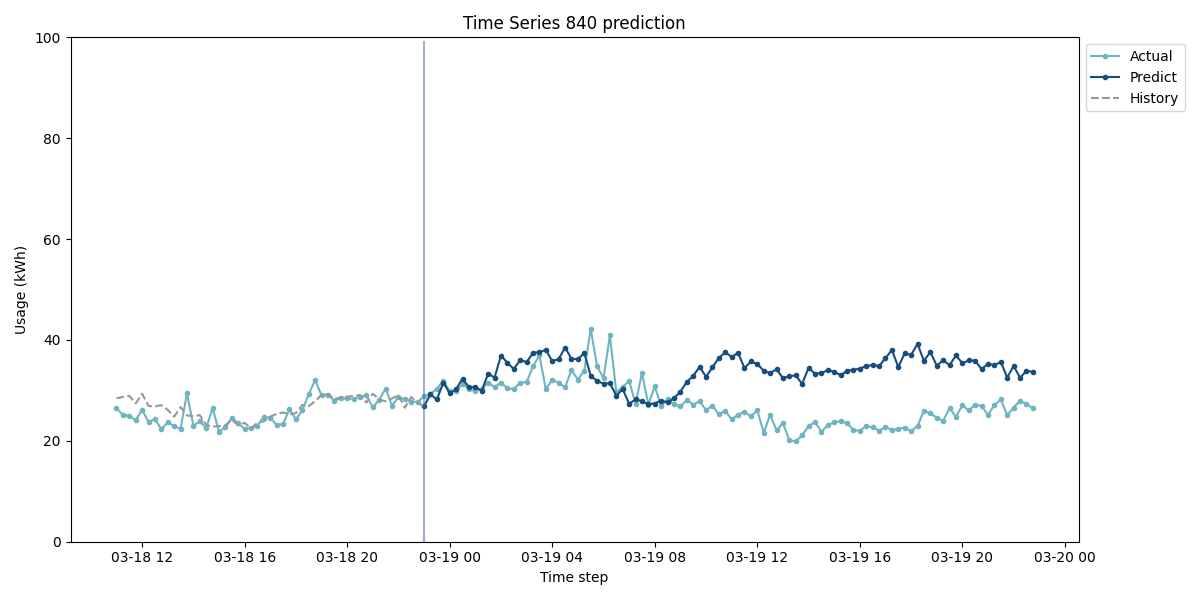 Time Series 840 prediction
100
80
60
40
20
0
Usage (kWh)
03-18 12 03-18 16 03-18 20 03-19 00 03-19 04 03-19 08 03-19 12 03-19 16 03-19 20 03-20 00
Time step
Actual
Predict
History